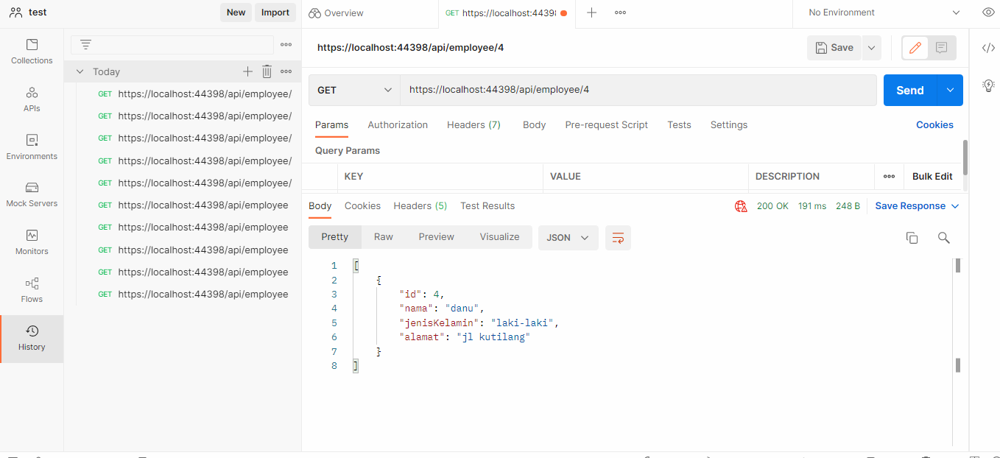 test New Import Overview GET https://localhost:4439 No Environment
https://localhost:44398/api/employee/4 Save
Collections
Today
GET https://localhost:44398/api/employee/
GET https://localhost:44398/api/employee/
GET https://localhost:44398/api/employee/
GET https://localhost:44398/api/employee/
GET https://localhost:44398/api/employee/
GET https://localhost:44398/api/employee
GET https://localhost:44398/api/employee
GET https://localhost:44398/api/employee
GET https://localhost:44398/api/employee
GET https://localhost:44398/api/employee
APIs
Environments
Mock Servers
Monitors
Flows
History
GET https://localhost:44398/api/employee/4 Send
Params Authorization Headers (7) Body Pre-request Script Tests Settings Cookies
Query Params
KEY VALUE DESCRIPTION Bulk Edit
Body Cookies Headers (5) Test Results 200 OK 191 ms 248 B Save Response
Pretty Raw Preview Visualize JSON
1 [
2 {
3 "id": 4,
4 "nama": "danu",
5 "jenisKelamin": "laki-laki",
6 "alamat": "jl kutilang"
7 }
8 ]